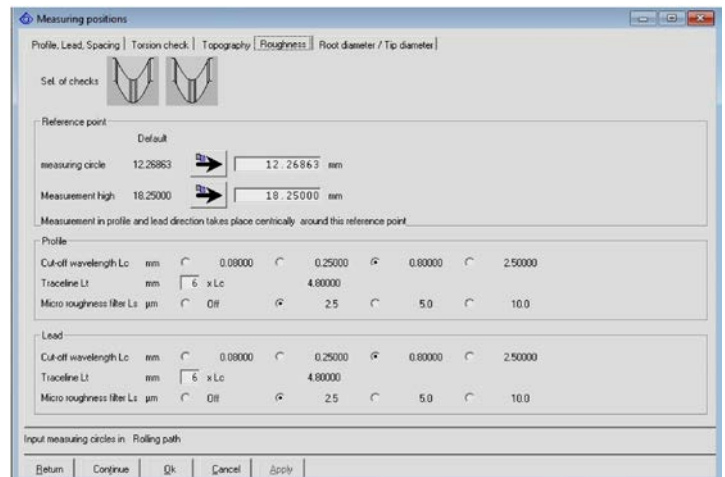 Measuring positions
Profile, Lead, Spacing Torsion check Topography Roughness Root diameter / Tip diameter
Sel. of checks
Reference point
Default
measuring circle 12.26863 12.26863 mm
Measurement high 18.25000 18.25000 mm
Measurement in profile and lead direction takes place centrically around this reference point
Profile
Cut-off wavelength Lc mm 0.08000 0.25000 0.80000 2.50000
Traceline Lt mm 6 x Lc 4.80000
Micro roughness filter Ls µm Off 2.5 5.0 10.0
Lead
Cut-off wavelength Lc mm 0.08000 0.25000 0.80000 2.50000
Traceline Lt mm 6 x Lc 4.80000
Micro roughness filter Ls µm Off 2.5 5.0 10.0
Input measuring circles in Rolling path
Return Continue Ok Cancel Apply